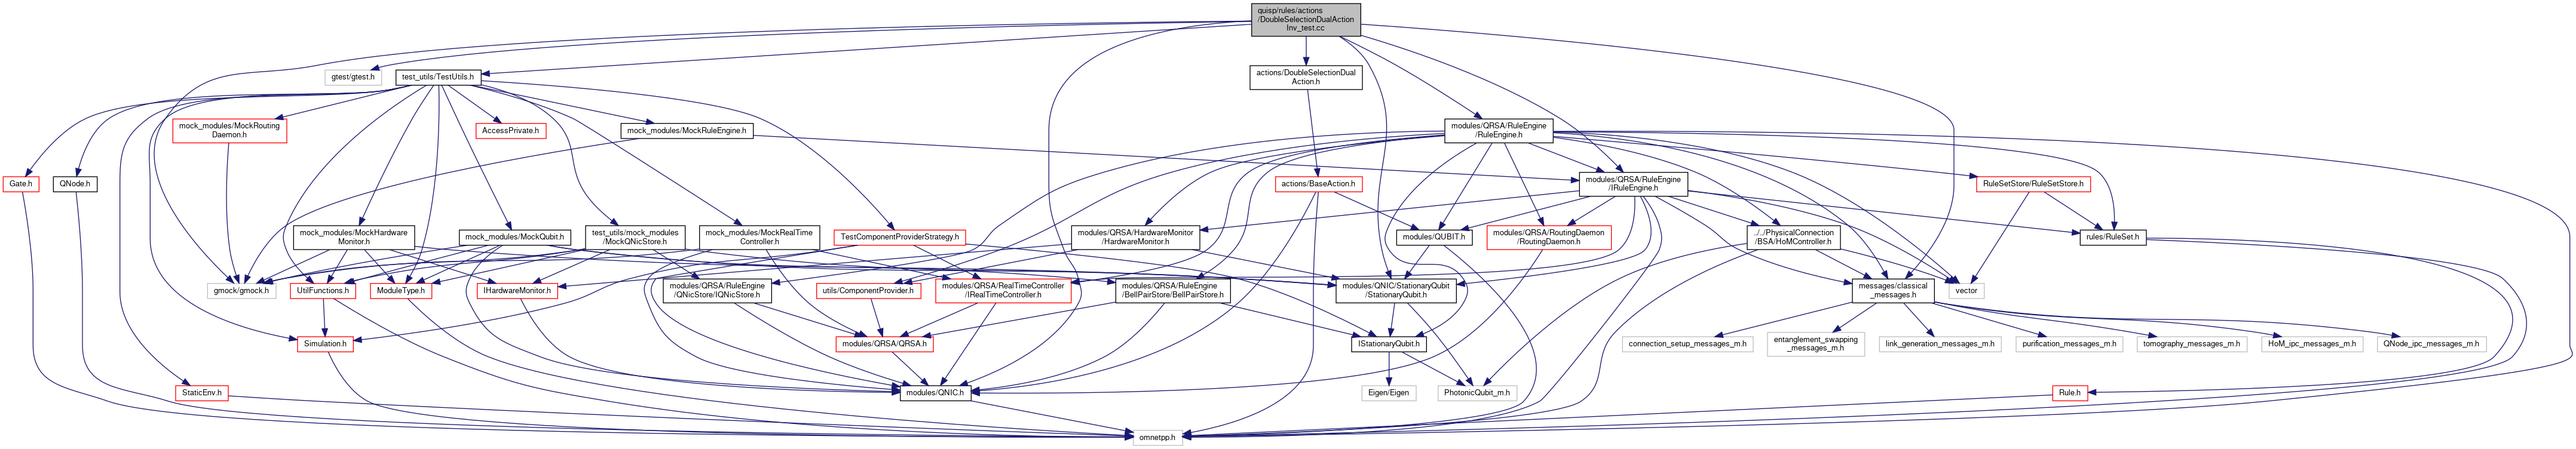 quisp/rules/actions
/DoubleSelectionDualAction
Inv_test.cc
gtest/gtest.h
test_utils/TestUtils.h
actions/DoubleSelectionDual
Action.h
mock_modules/MockRouting
Daemon.h
AccessPrivate.h
mock_modules/MockRuleEngine.h
modules/QRSA/RuleEngine
/RuleEngine.h
Gate.h
QNode.h
actions/BaseAction.h
modules/QRSA/RuleEngine
/IRuleEngine.h
RuleSetStore/RuleSetStore.h
mock_modules/MockHardware
Monitor.h
mock_modules/MockQubit.h
test_utils/mock_modules
/MockQNicStore.h
mock_modules/MockRealTime
Controller.h
TestComponentProviderStrategy.h
modules/QRSA/HardwareMonitor
/HardwareMonitor.h
modules/QUBIT.h
modules/QRSA/RoutingDaemon
/RoutingDaemon.h
../../PhysicalConnection
/BSA/HoMController.h
rules/RuleSet.h
gmock/gmock.h
UtilFunctions.h
ModuleType.h
IHardwareMonitor.h
modules/QRSA/RuleEngine
/QNicStore/IQNicStore.h
utils/ComponentProvider.h
modules/QRSA/RealTimeController
/IRealTimeController.h
modules/QRSA/RuleEngine
/BellPairStore/BellPairStore.h
modules/QNIC/StationaryQubit
/StationaryQubit.h
messages/classical
_messages.h
vector
Simulation.h
modules/QRSA/QRSA.h
IStationaryQubit.h
connection_setup_messages_m.h
entanglement_swapping
_messages_m.h
link_generation_messages_m.h
purification_messages_m.h
tomography_messages_m.h
HoM_ipc_messages_m.h
QNode_ipc_messages_m.h
StaticEnv.h
modules/QNIC.h
Eigen/Eigen
PhotonicQubit_m.h
Rule.h
omnetpp.h